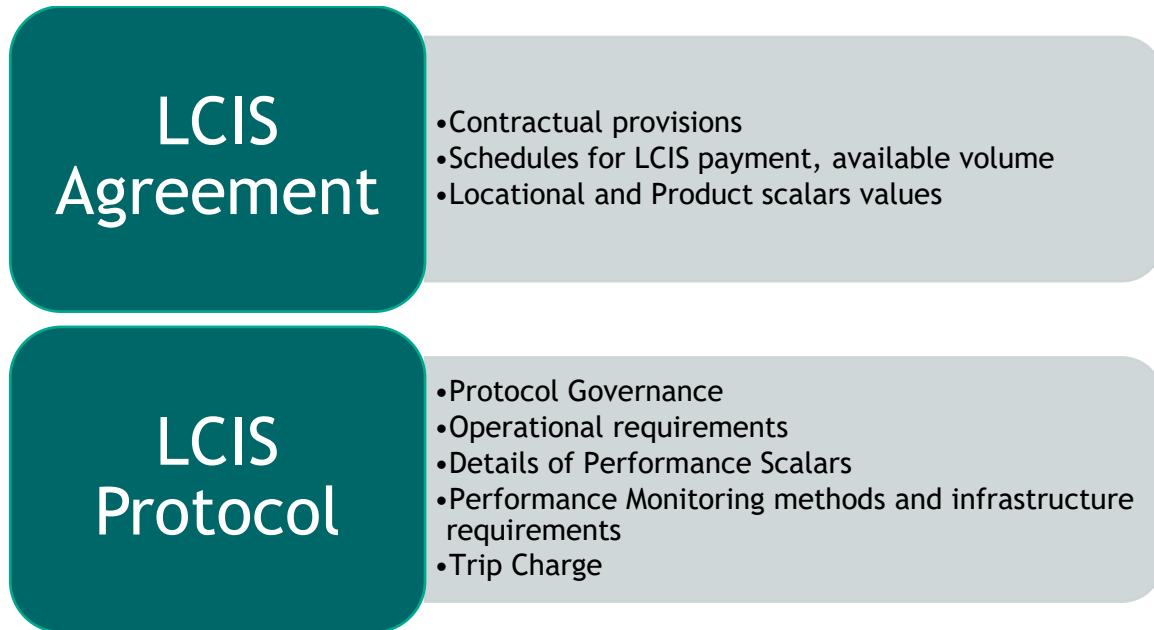 LCIS
Agreement
•Contractual provisions
•Schedules for LCIS payment, available volume
•Locational and Product scalars values
LCIS
Protocol
•Protocol Governance
•Operational requirements
•Details of Performance Scalars
•Performance Monitoring methods and infrastructure
requirements
•Trip Charge